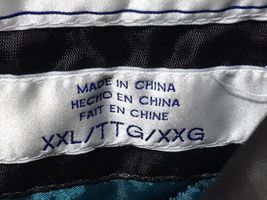 MADE IN CHINA
HECHO EN CHINA
FAIT EN CHINE
XXL/TTG/XXG